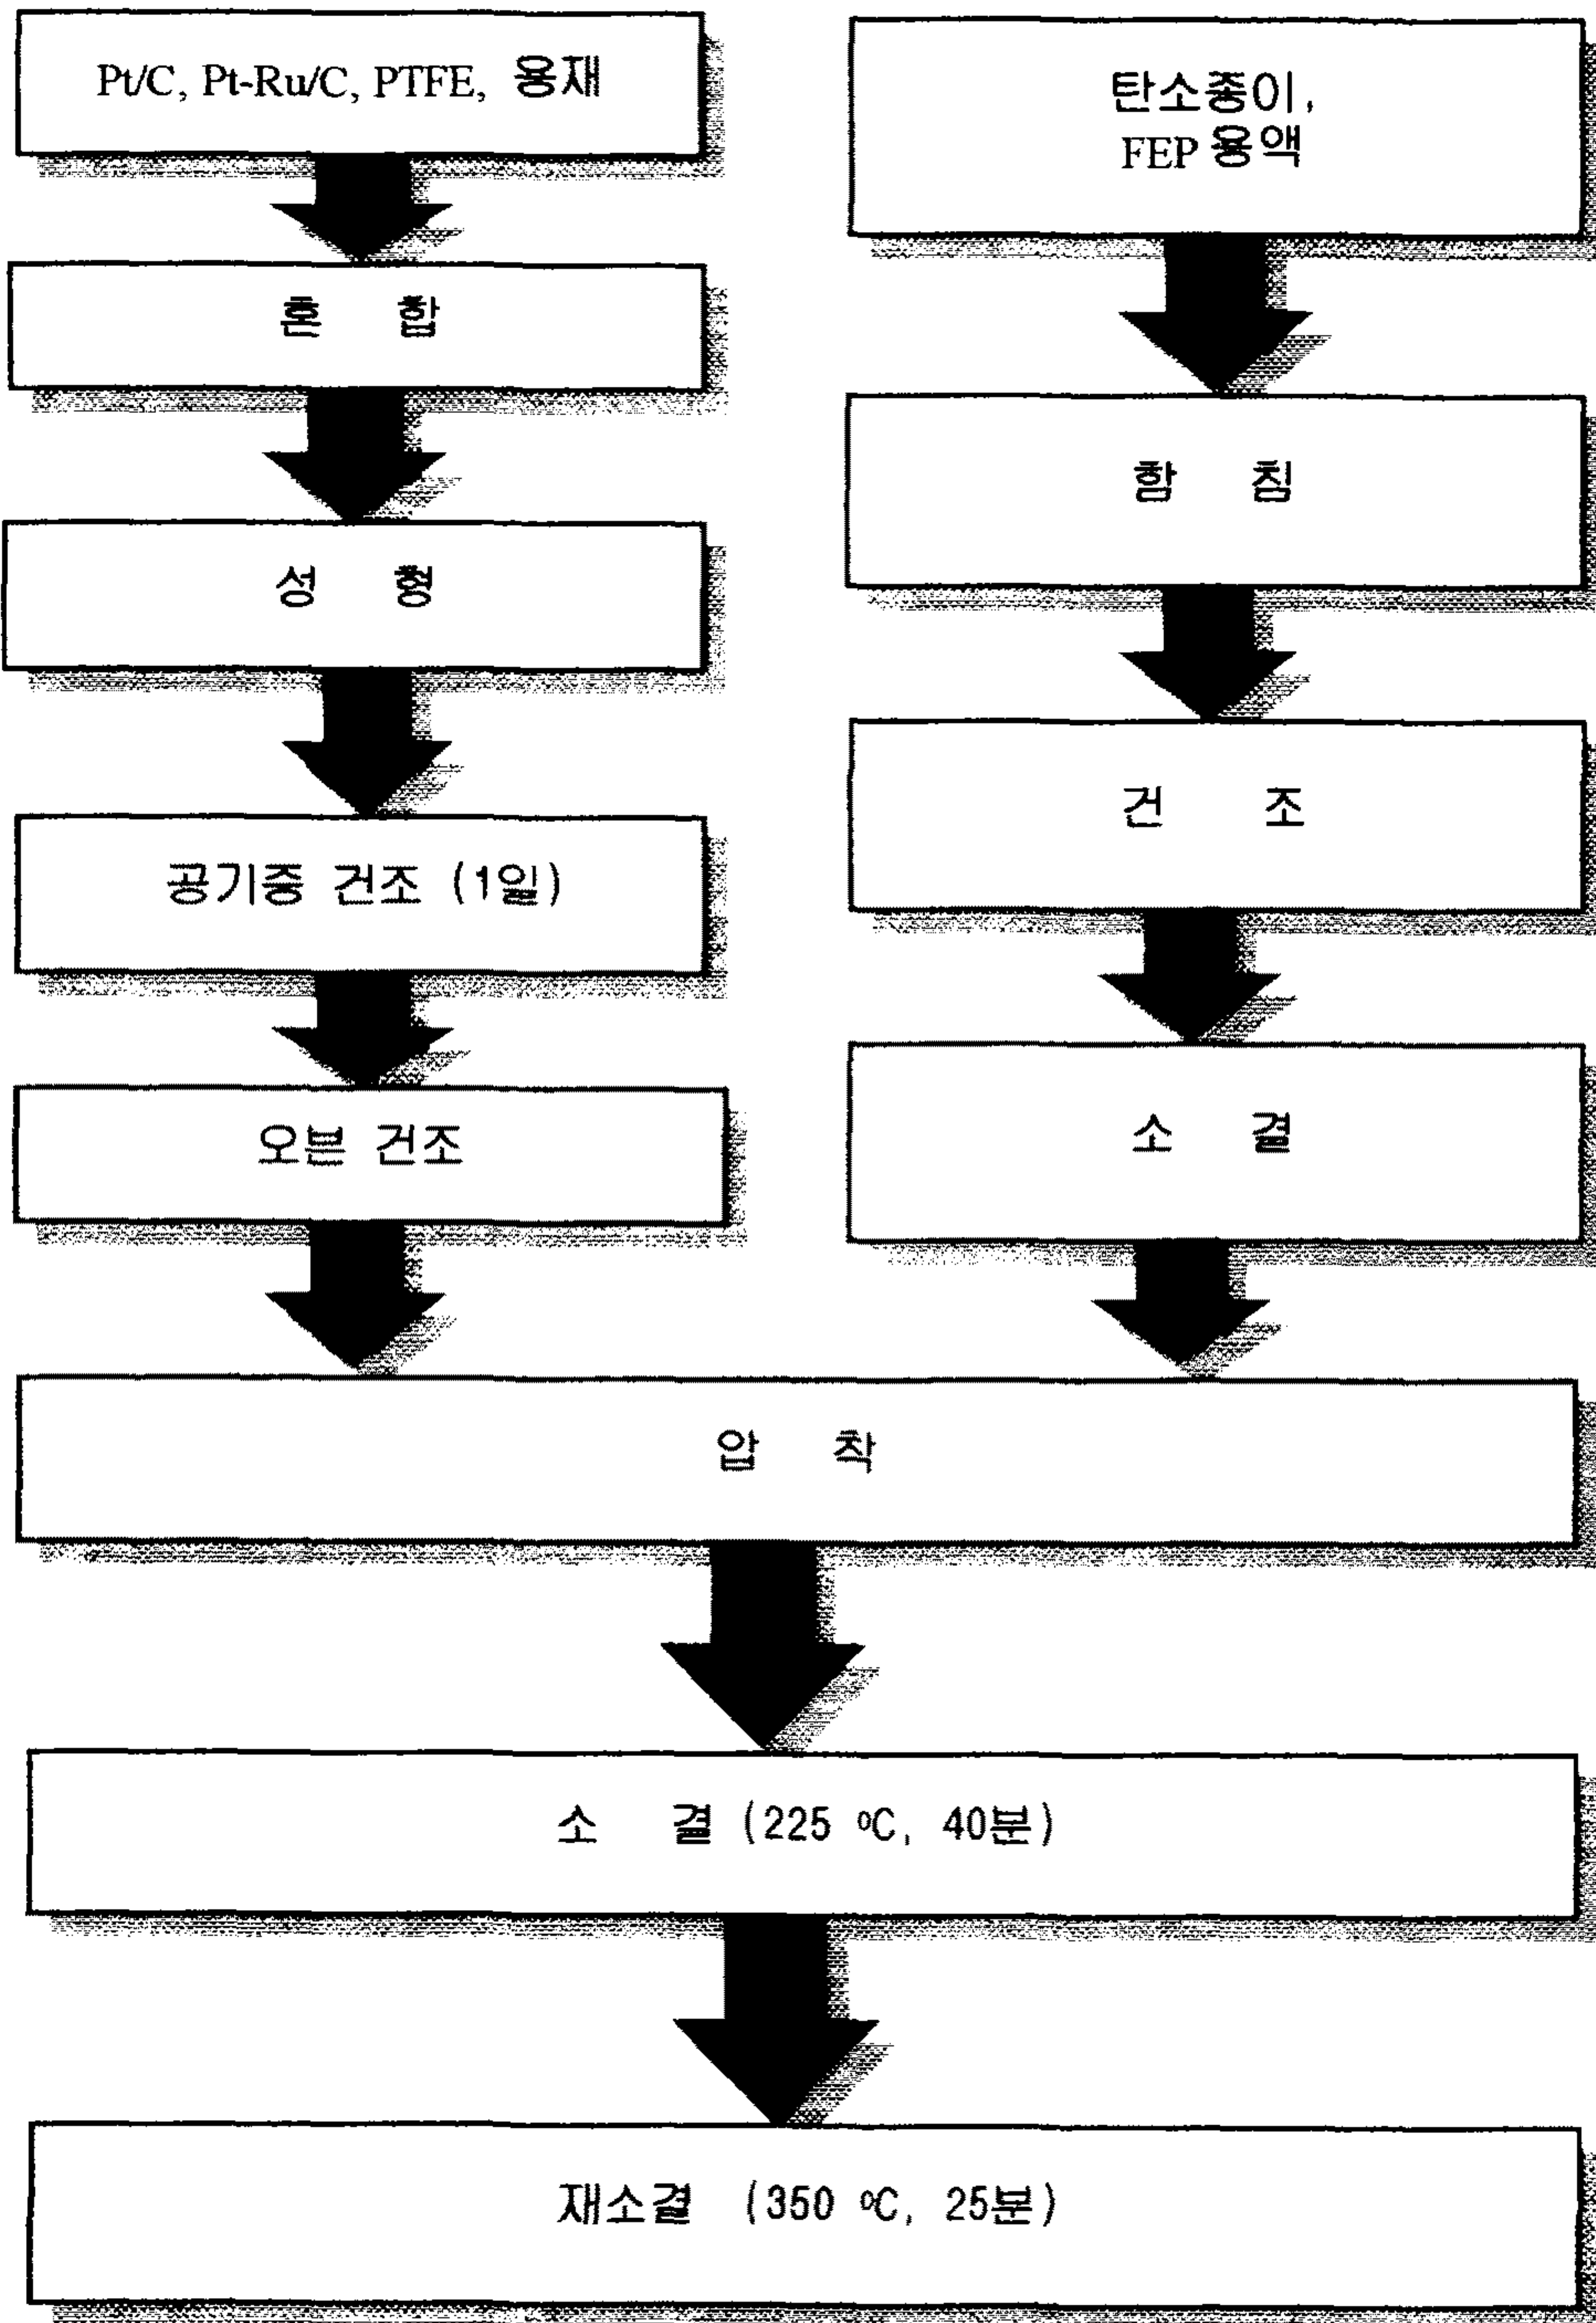 Pt/C, Pt-Ru/C, PTFE, 용재
혼 합
성 형
공기중 건조 (1일)
오븐 건조
탄소종이,
FEP 용액
함 침
건 조
소 결
압 착
소 결 (225 ºC, 40분)
재소결 (350 ºC, 25분)